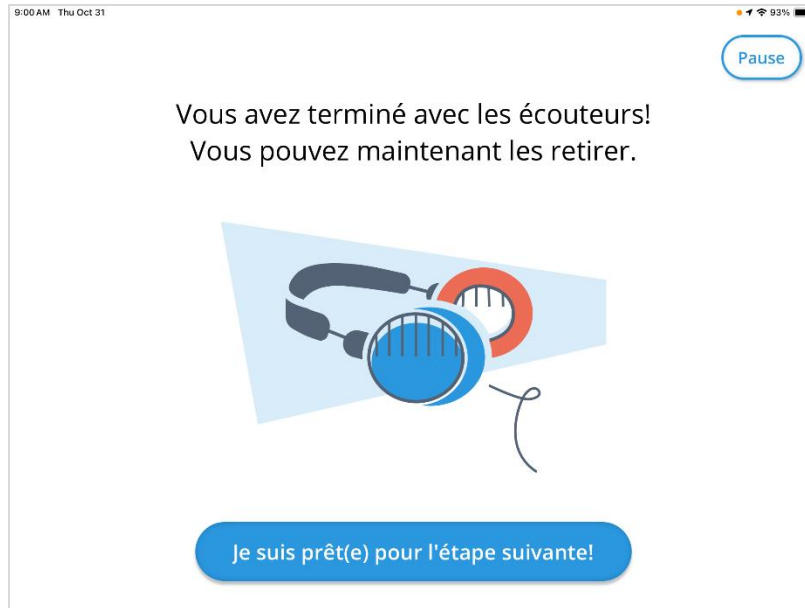 9:00 AM Thu Oct 31
93%
Pause
Vous avez terminé avec les écouteurs!
Vous pouvez maintenant les retirer.
Je suis prêt(e) pour l'étape suivante!